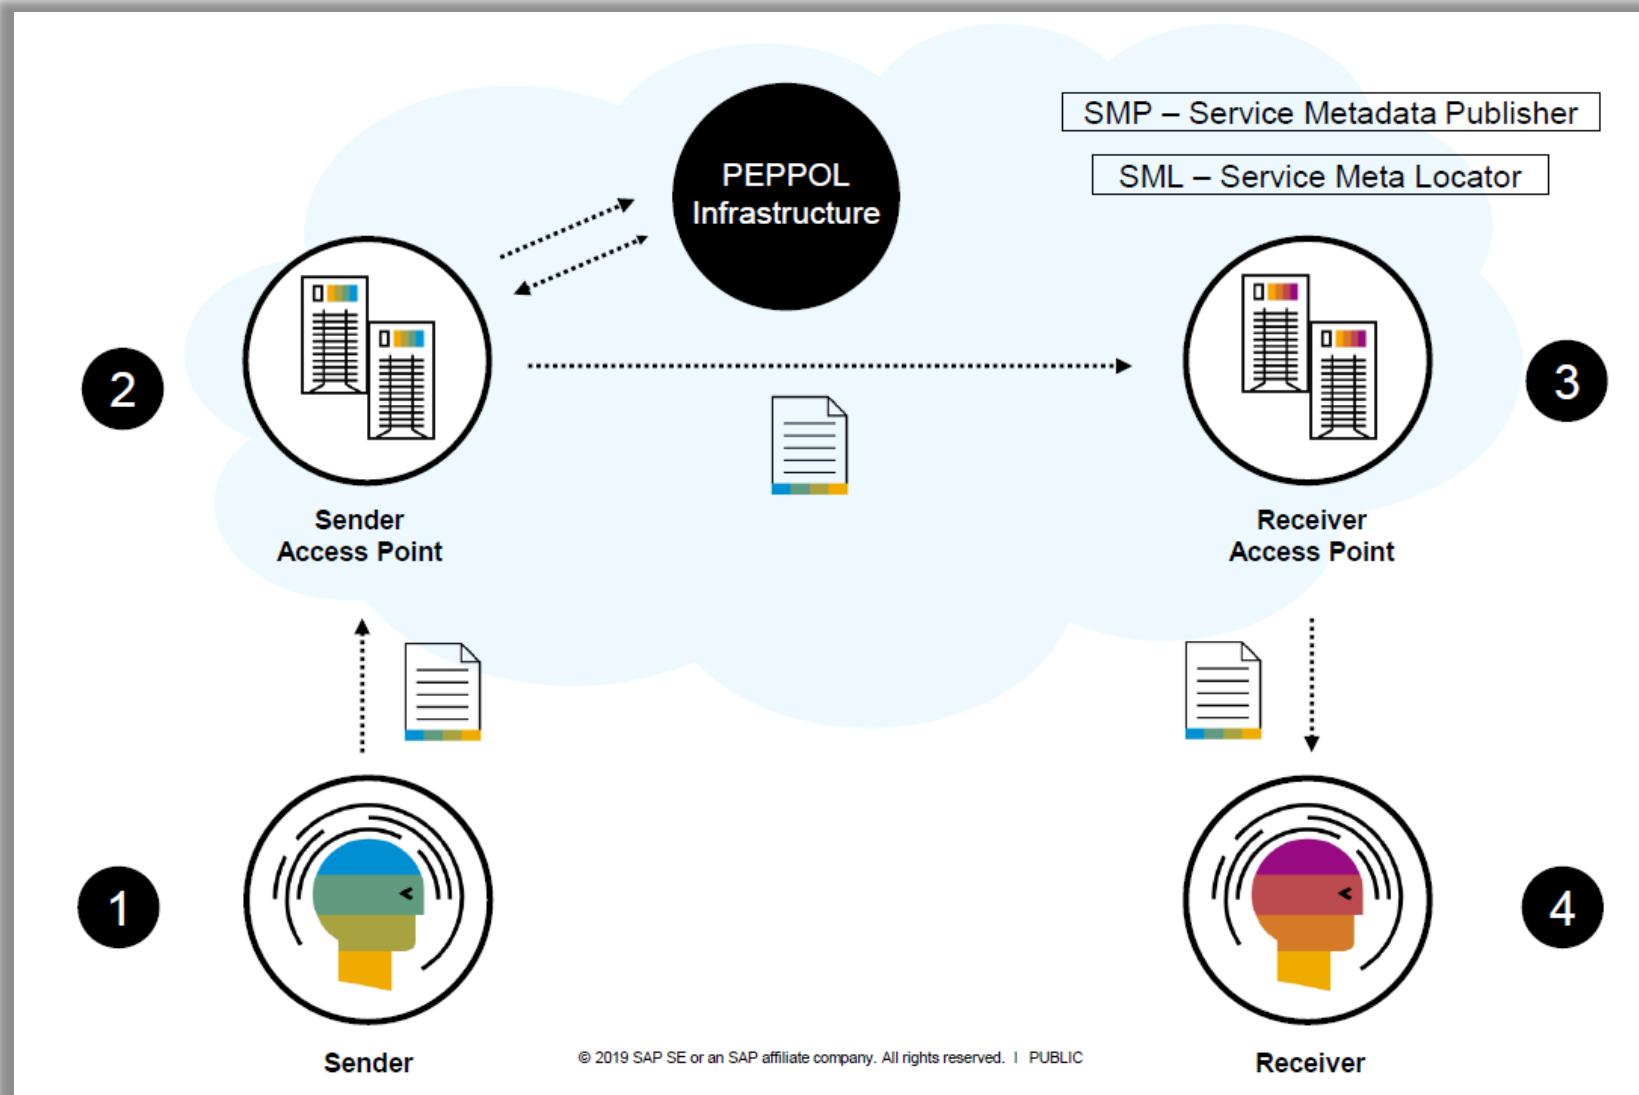 PEPPOL
Infrastructure
SMP – Service Metadata Publisher
SML – Service Meta Locator
2
3
Sender
Access Point
Receiver
Access Point
1
4
Sender
© 2019 SAP SE or an SAP affiliate company. All rights reserved. I PUBLIC
Receiver